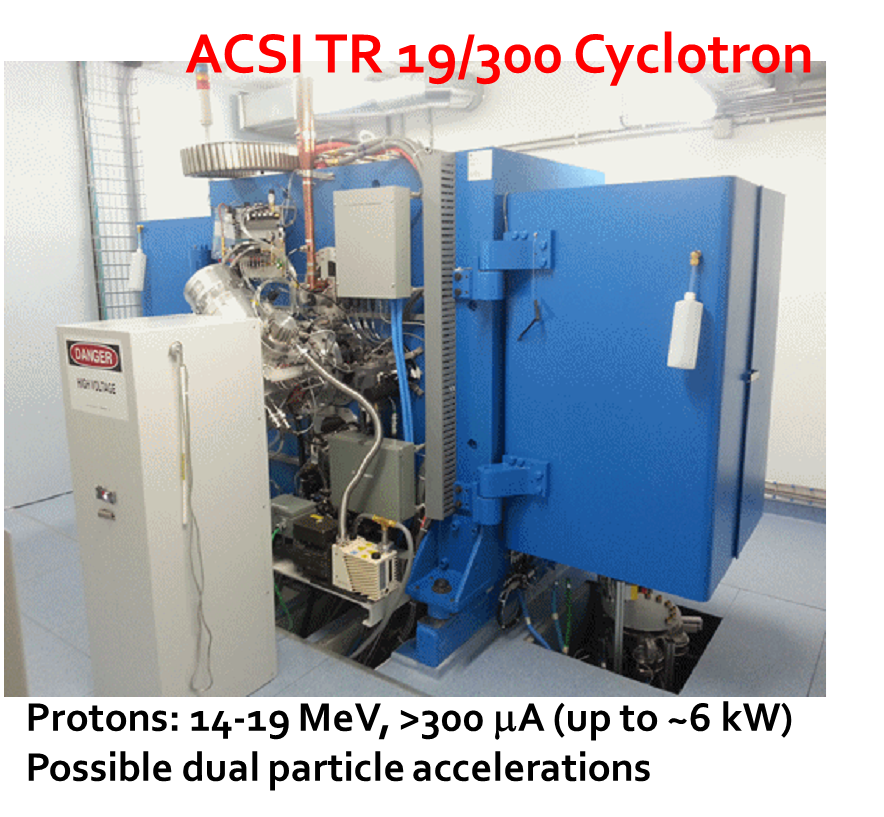 ACSI TR 19/300 Cyclotron
DANGER
HIGH VOLTAGE
Protons: 14-19 MeV, >300 μA (up to ~6 kW)
Possible dual particle accelerations